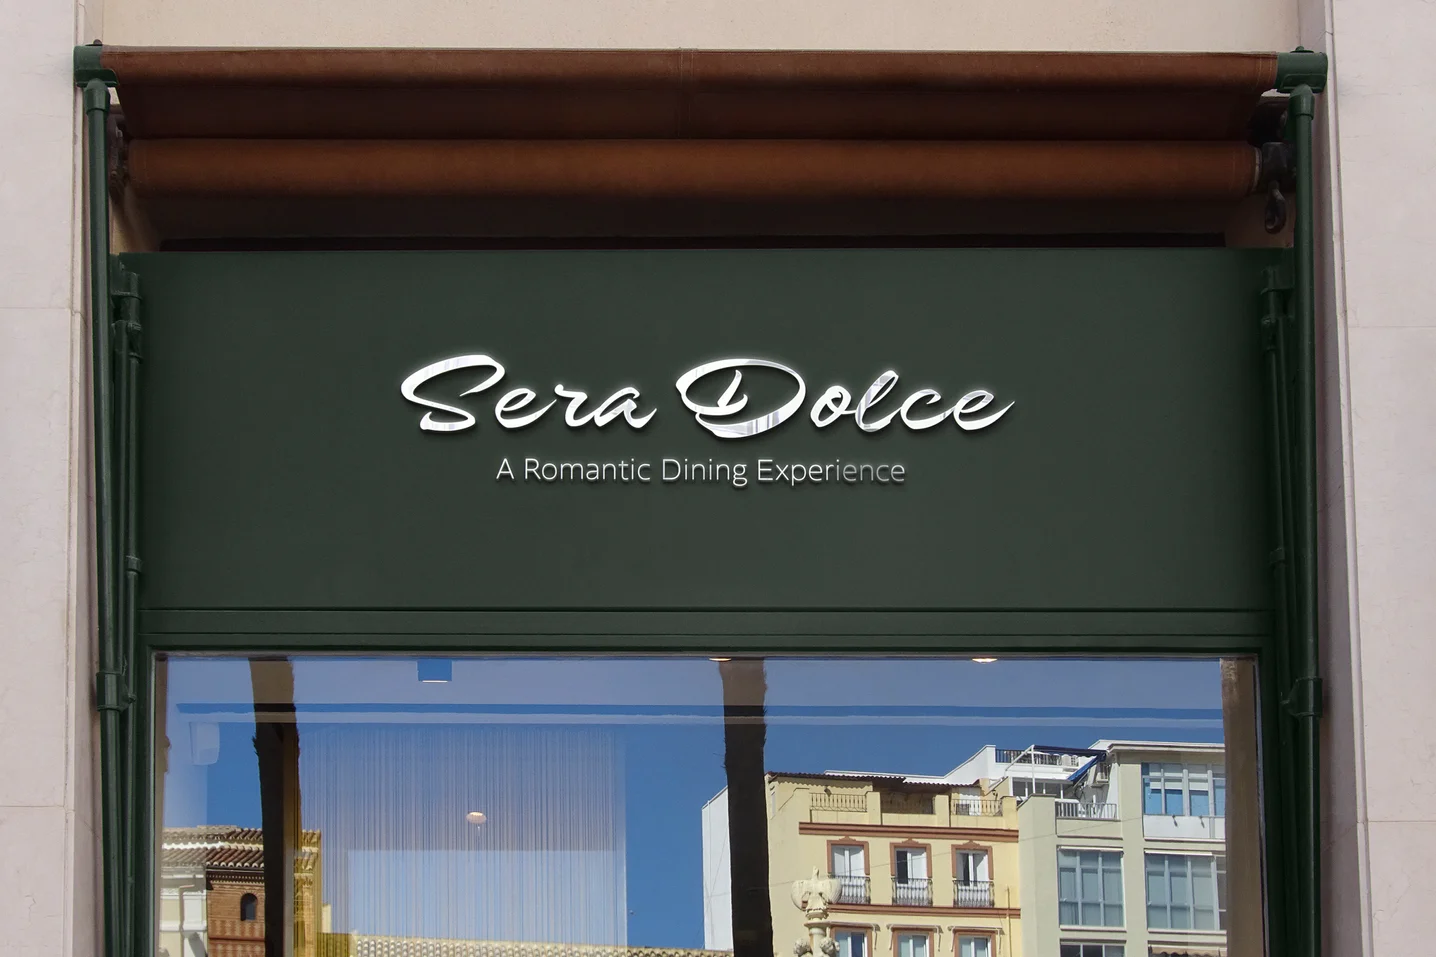 Sera Dolce
A Romantic Dining Experience